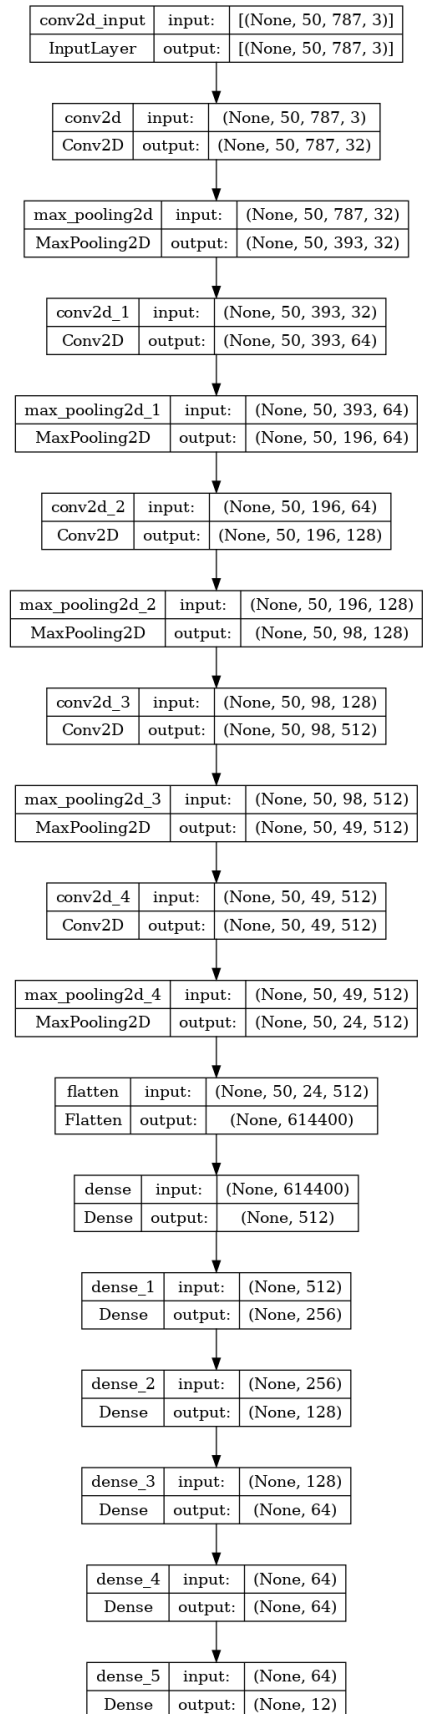 conv2d_input input: [(None, 50, 787, 3)]
InputLayer output: [(None, 50, 787, 3)]
conv2d input: (None, 50, 787, 3)
Conv2D output: (None, 50, 787, 32)
max_pooling2d input: (None, 50, 787, 32)
MaxPooling2D output: (None, 50, 393, 32)
conv2d_1 input: (None, 50, 393, 32)
Conv2D output: (None, 50, 393, 64)
max_pooling2d_1 input: (None, 50, 393, 64)
MaxPooling2D output: (None, 50, 196, 64)
conv2d_2 input: (None, 50, 196, 64)
Conv2D output: (None, 50, 196, 128)
max_pooling2d_2 input: (None, 50, 196, 128)
MaxPooling2D output: (None, 50, 98, 128)
conv2d_3 input: (None, 50, 98, 128)
Conv2D output: (None, 50, 98, 512)
max_pooling2d_3 input: (None, 50, 98, 512)
MaxPooling2D output: (None, 50, 49, 512)
conv2d_4 input: (None, 50, 49, 512)
Conv2D output: (None, 50, 49, 512)
max_pooling2d_4 input: (None, 50, 49, 512)
MaxPooling2D output: (None, 50, 24, 512)
flatten input: (None, 50, 24, 512)
Flatten output: (None, 614400)
dense input: (None, 614400)
Dense output: (None, 512)
dense_1 input: (None, 512)
Dense output: (None, 256)
dense_2 input: (None, 256)
Dense output: (None, 128)
dense_3 input: (None, 128)
Dense output: (None, 64)
dense_4 input: (None, 64)
Dense output: (None, 64)
dense_5 input: (None, 64)
Dense output: (None, 12)